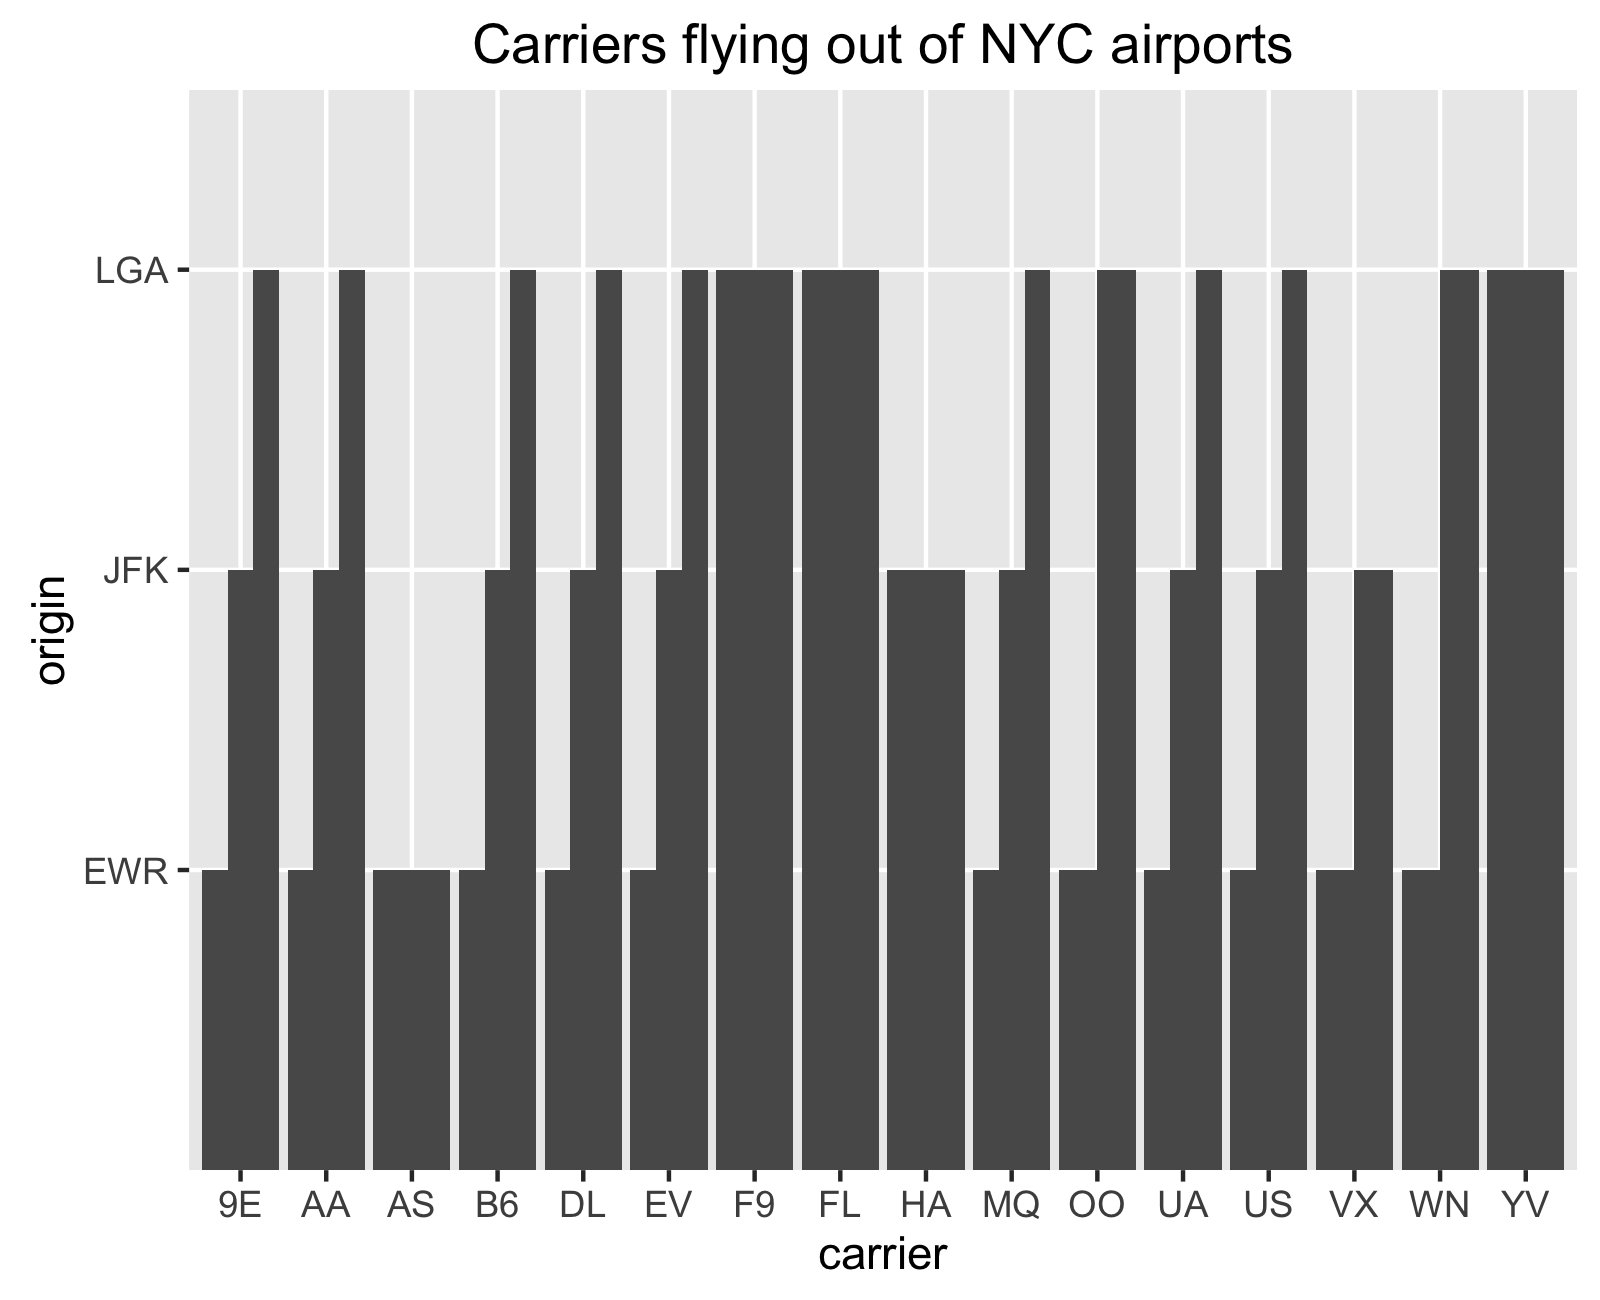 Carriers flying out of NYC airports
LGA
JFK
EWR
origin
9E AA AS B6 DL EV F9 FL HA MQ OO UA US VX WN YV
carrier